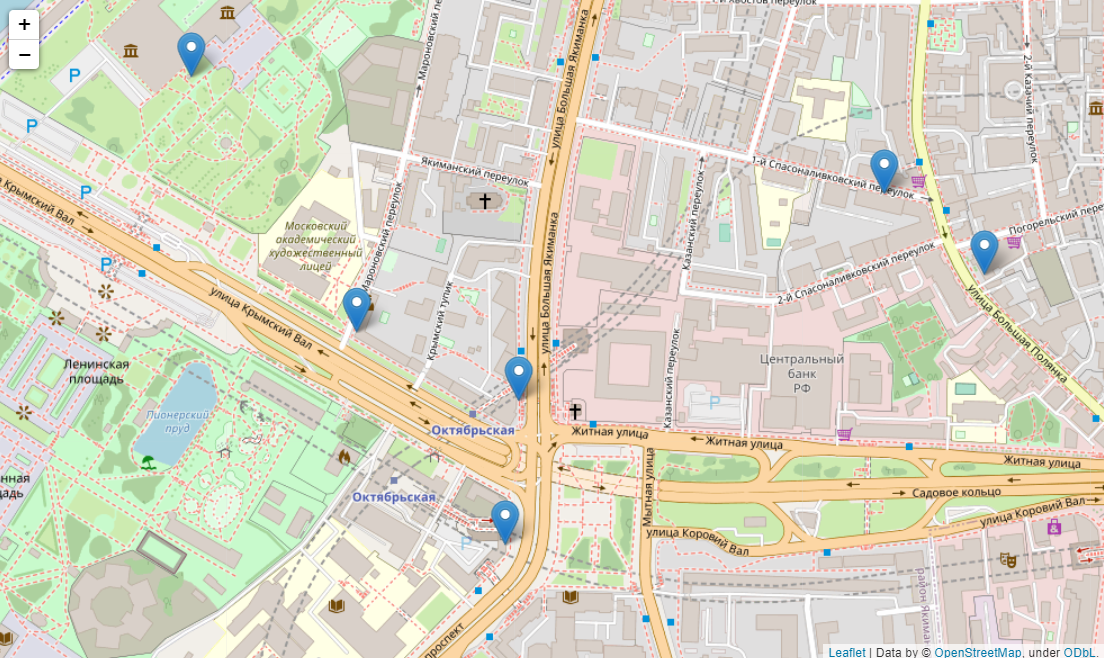 +
−
2-й Хвостов переулок
P
P
P
P
Мароновский переулок
улица Большая Якиманка
2-й Казачий переулок
1-й Спасоналивковский переулок
Якиманский переулок
Крымский Вал
Мароновский переулок
Казанский переулок
Погорельский
Московский
академический
художественный
лицей
2-й Спасоналивковский переулок
улица Большая Якиманка
улица Крымский Вал
Крымский тупик
улица Большая Полянка
Ленинская
площадь
Центральный
банк
РФ
Казанский переулок
P
Пионерский
пруд
Октябрьская
Житная улица
Житная улица
Житная улица
Октябрьская
Мытная улица
Садовое кольцо
улица Коровий Вал
улица Коровий Вал
P
район Якиман
проспект
Leaflet | Data by © OpenStreetMap, under ODbL.